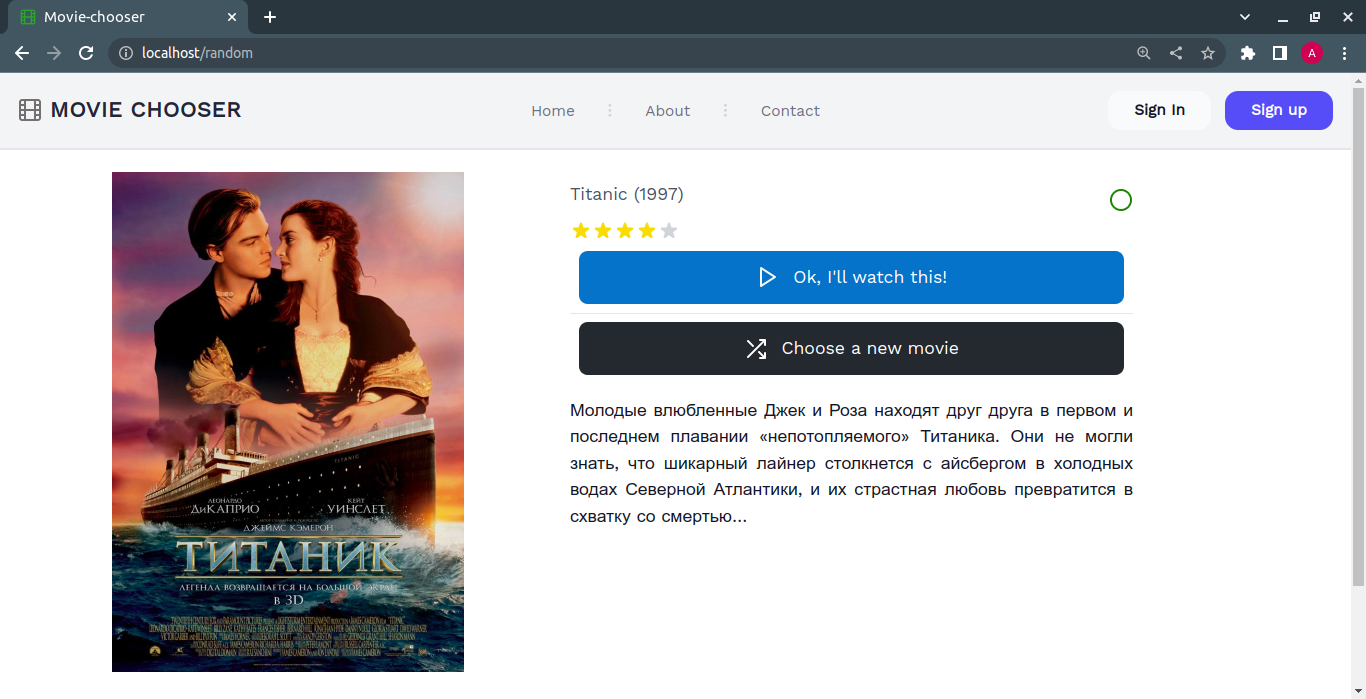 Movie-chooser
localhost/random
A
MOVIE CHOOSER
Home
About
Contact
Sign In
Sign up
Titanic (1997)
Ok, I'll watch this!
Choose a new movie
Молодые влюбленные Джек и Роза находят друг друга в первом и
последнем плавании «непотопляемого» Титаника. Они не могли
знать, что шикарный лайнер столкнется с айсбергом в холодных
водах Северной Атлантики, и их страстная любовь превратится в
схватку со смертью...
TITANIC
ЛЕОНАРДО
ДиКАПРИО
КЕЙТ
УИНСЛЕТ
ДЖЕЙМС КЭМЕРОН
ТИТАНИК
ЛЕГЕНДА ВОЗВРАЩАЕТСЯ НА БОЛЬШОЙ ЭКРАН
в 3D